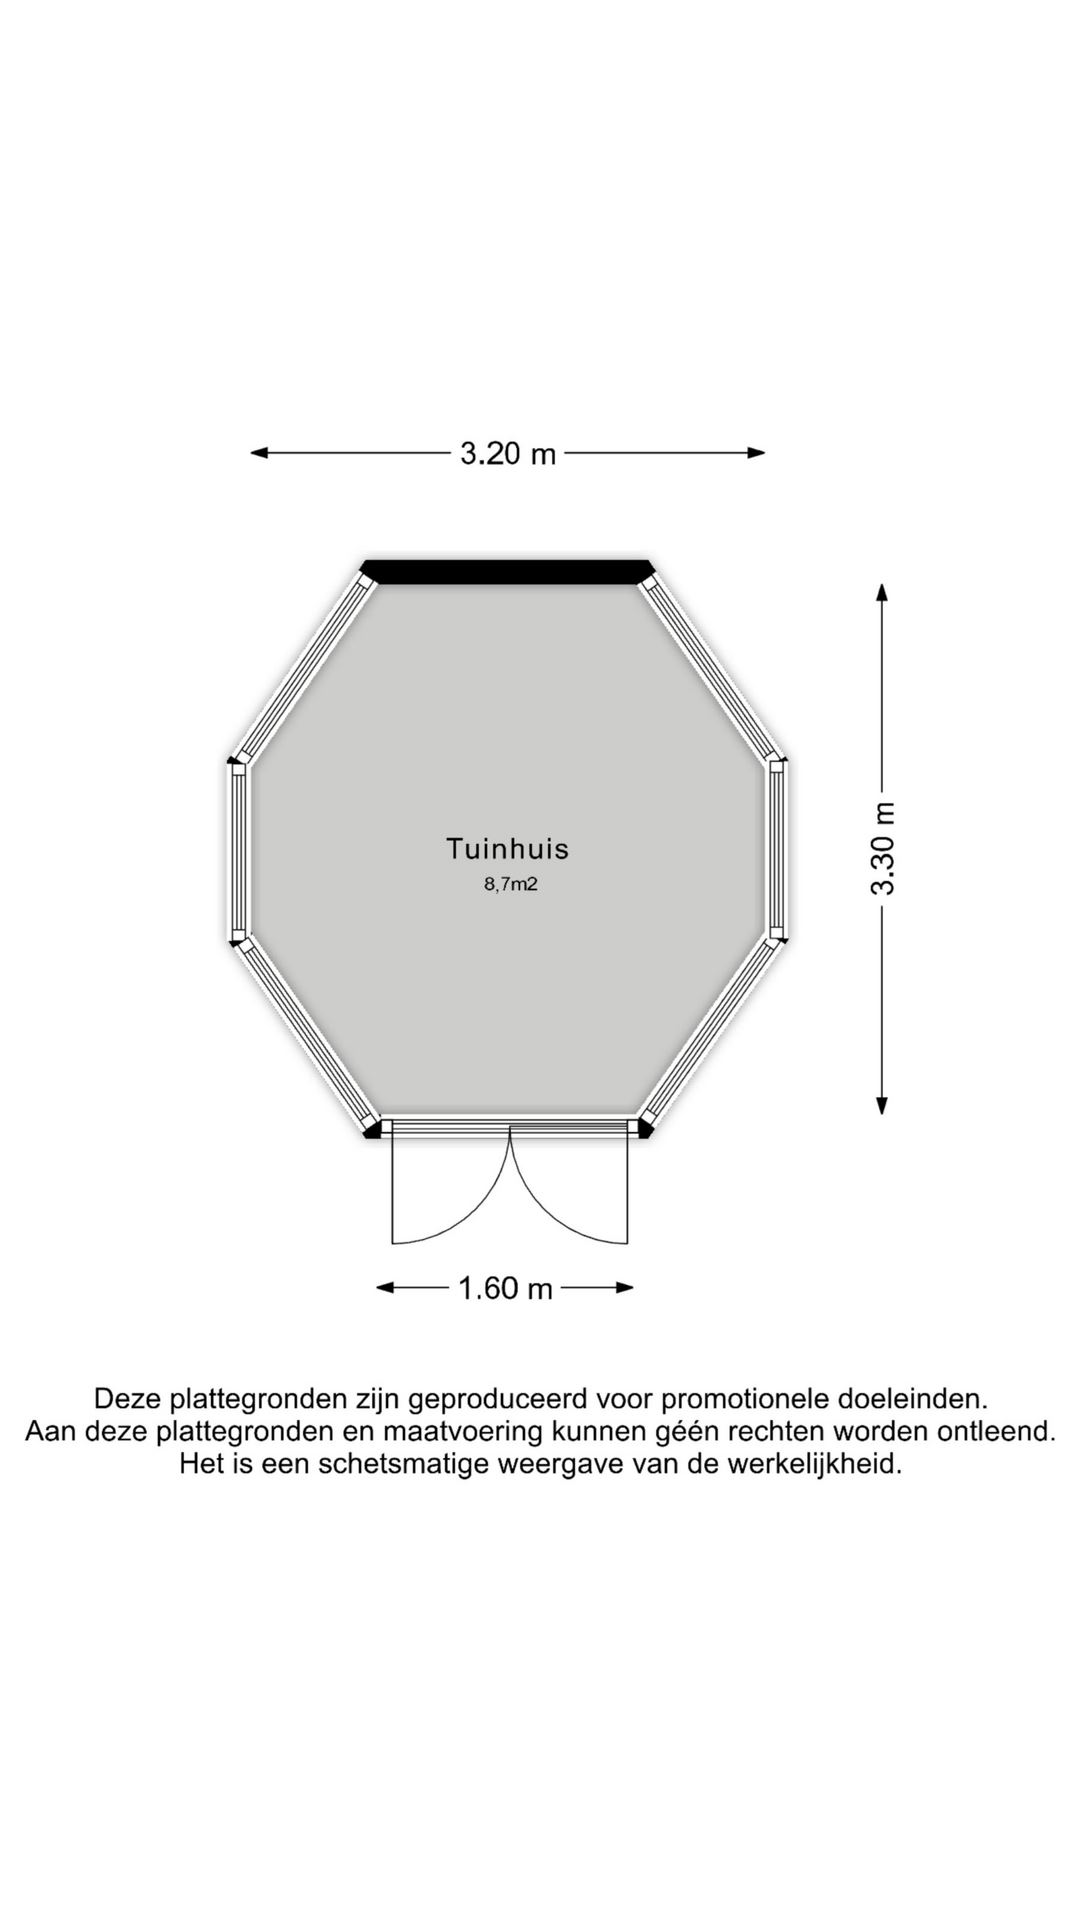 3.20 m
Tuinhuis
8,7m2
3.30 m
1.60 m
Deze plattegronden zijn geproduceerd voor promotionele doeleinden.
Aan deze plattegronden en maatvoering kunnen géén rechten worden ontleend.
Het is een schetsmatige weergave van de werkelijkheid.